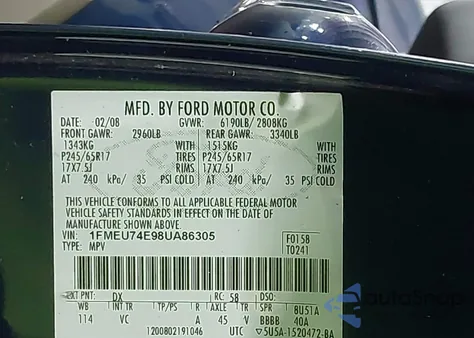 MFD. BY FORD MOTOR CO.
DATE: 02/08 GVWR: 6190LB/ 2808KG
FRONT GAWR: 2960LB REAR GAWR: 3340LB
1343KG WITH 1515KG WITH
P245/65R17 TIRES P245/65R17 TIRES
17X7.5J RIMS 17X7.5J RIMS
AT 240 kPa/ 35 PSI COLD AT 240 kPa/ 35 PSI COLD
THIS VEHICLE CONFORMS TO ALL APPLICABLE FEDERAL MOTOR
VEHICLE SAFETY STANDARDS IN EFFECT ON THE DATE OF
MANUFACTURE SHOWN ABOVE.
VIN: 1FMEU74E98UA86305 F0158
TYPE: MPV T0241
EXT PNT: DX RC: 58 DSO:
WB INT TR TP/PS R AXLE TR SPR 8U51A
114 VC A 45 V BBBB 40A
1200802191046 UTC 5U5A-1520472-BA
AutoSnap